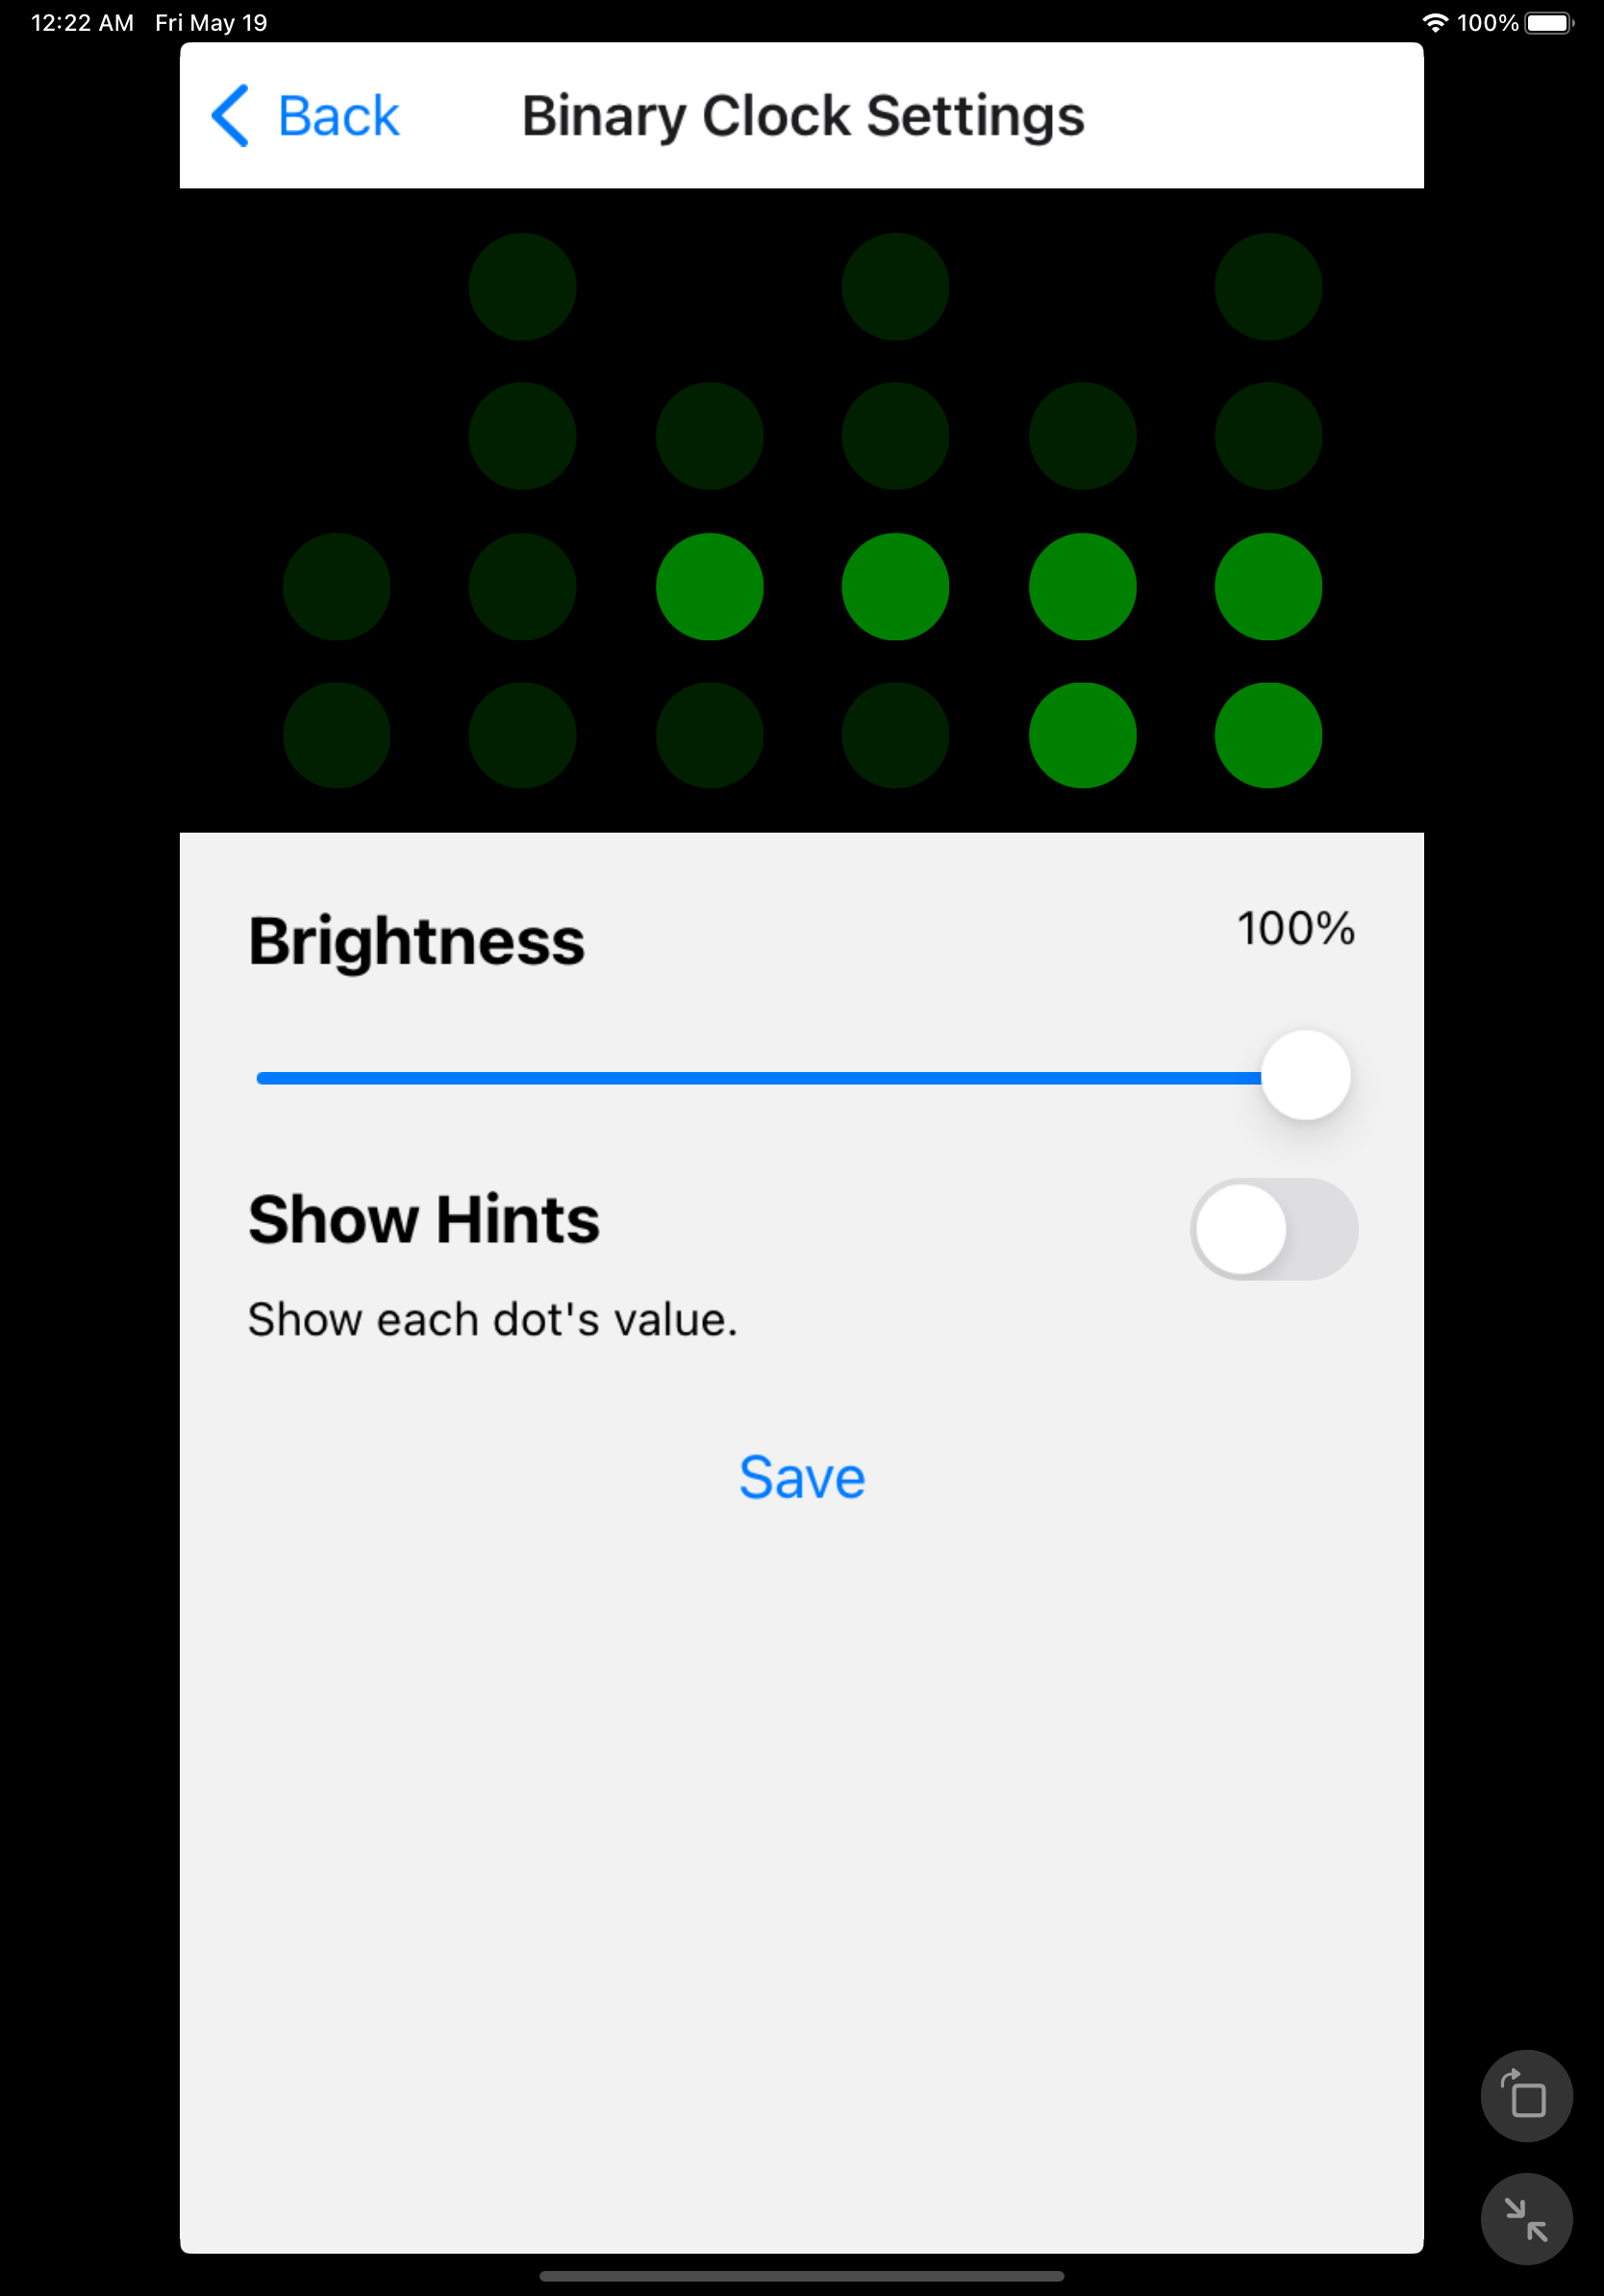 12:22 AM Fri May 19 100%
Back Binary Clock Settings
Brightness 100%
Show Hints
Show each dot's value.
Save